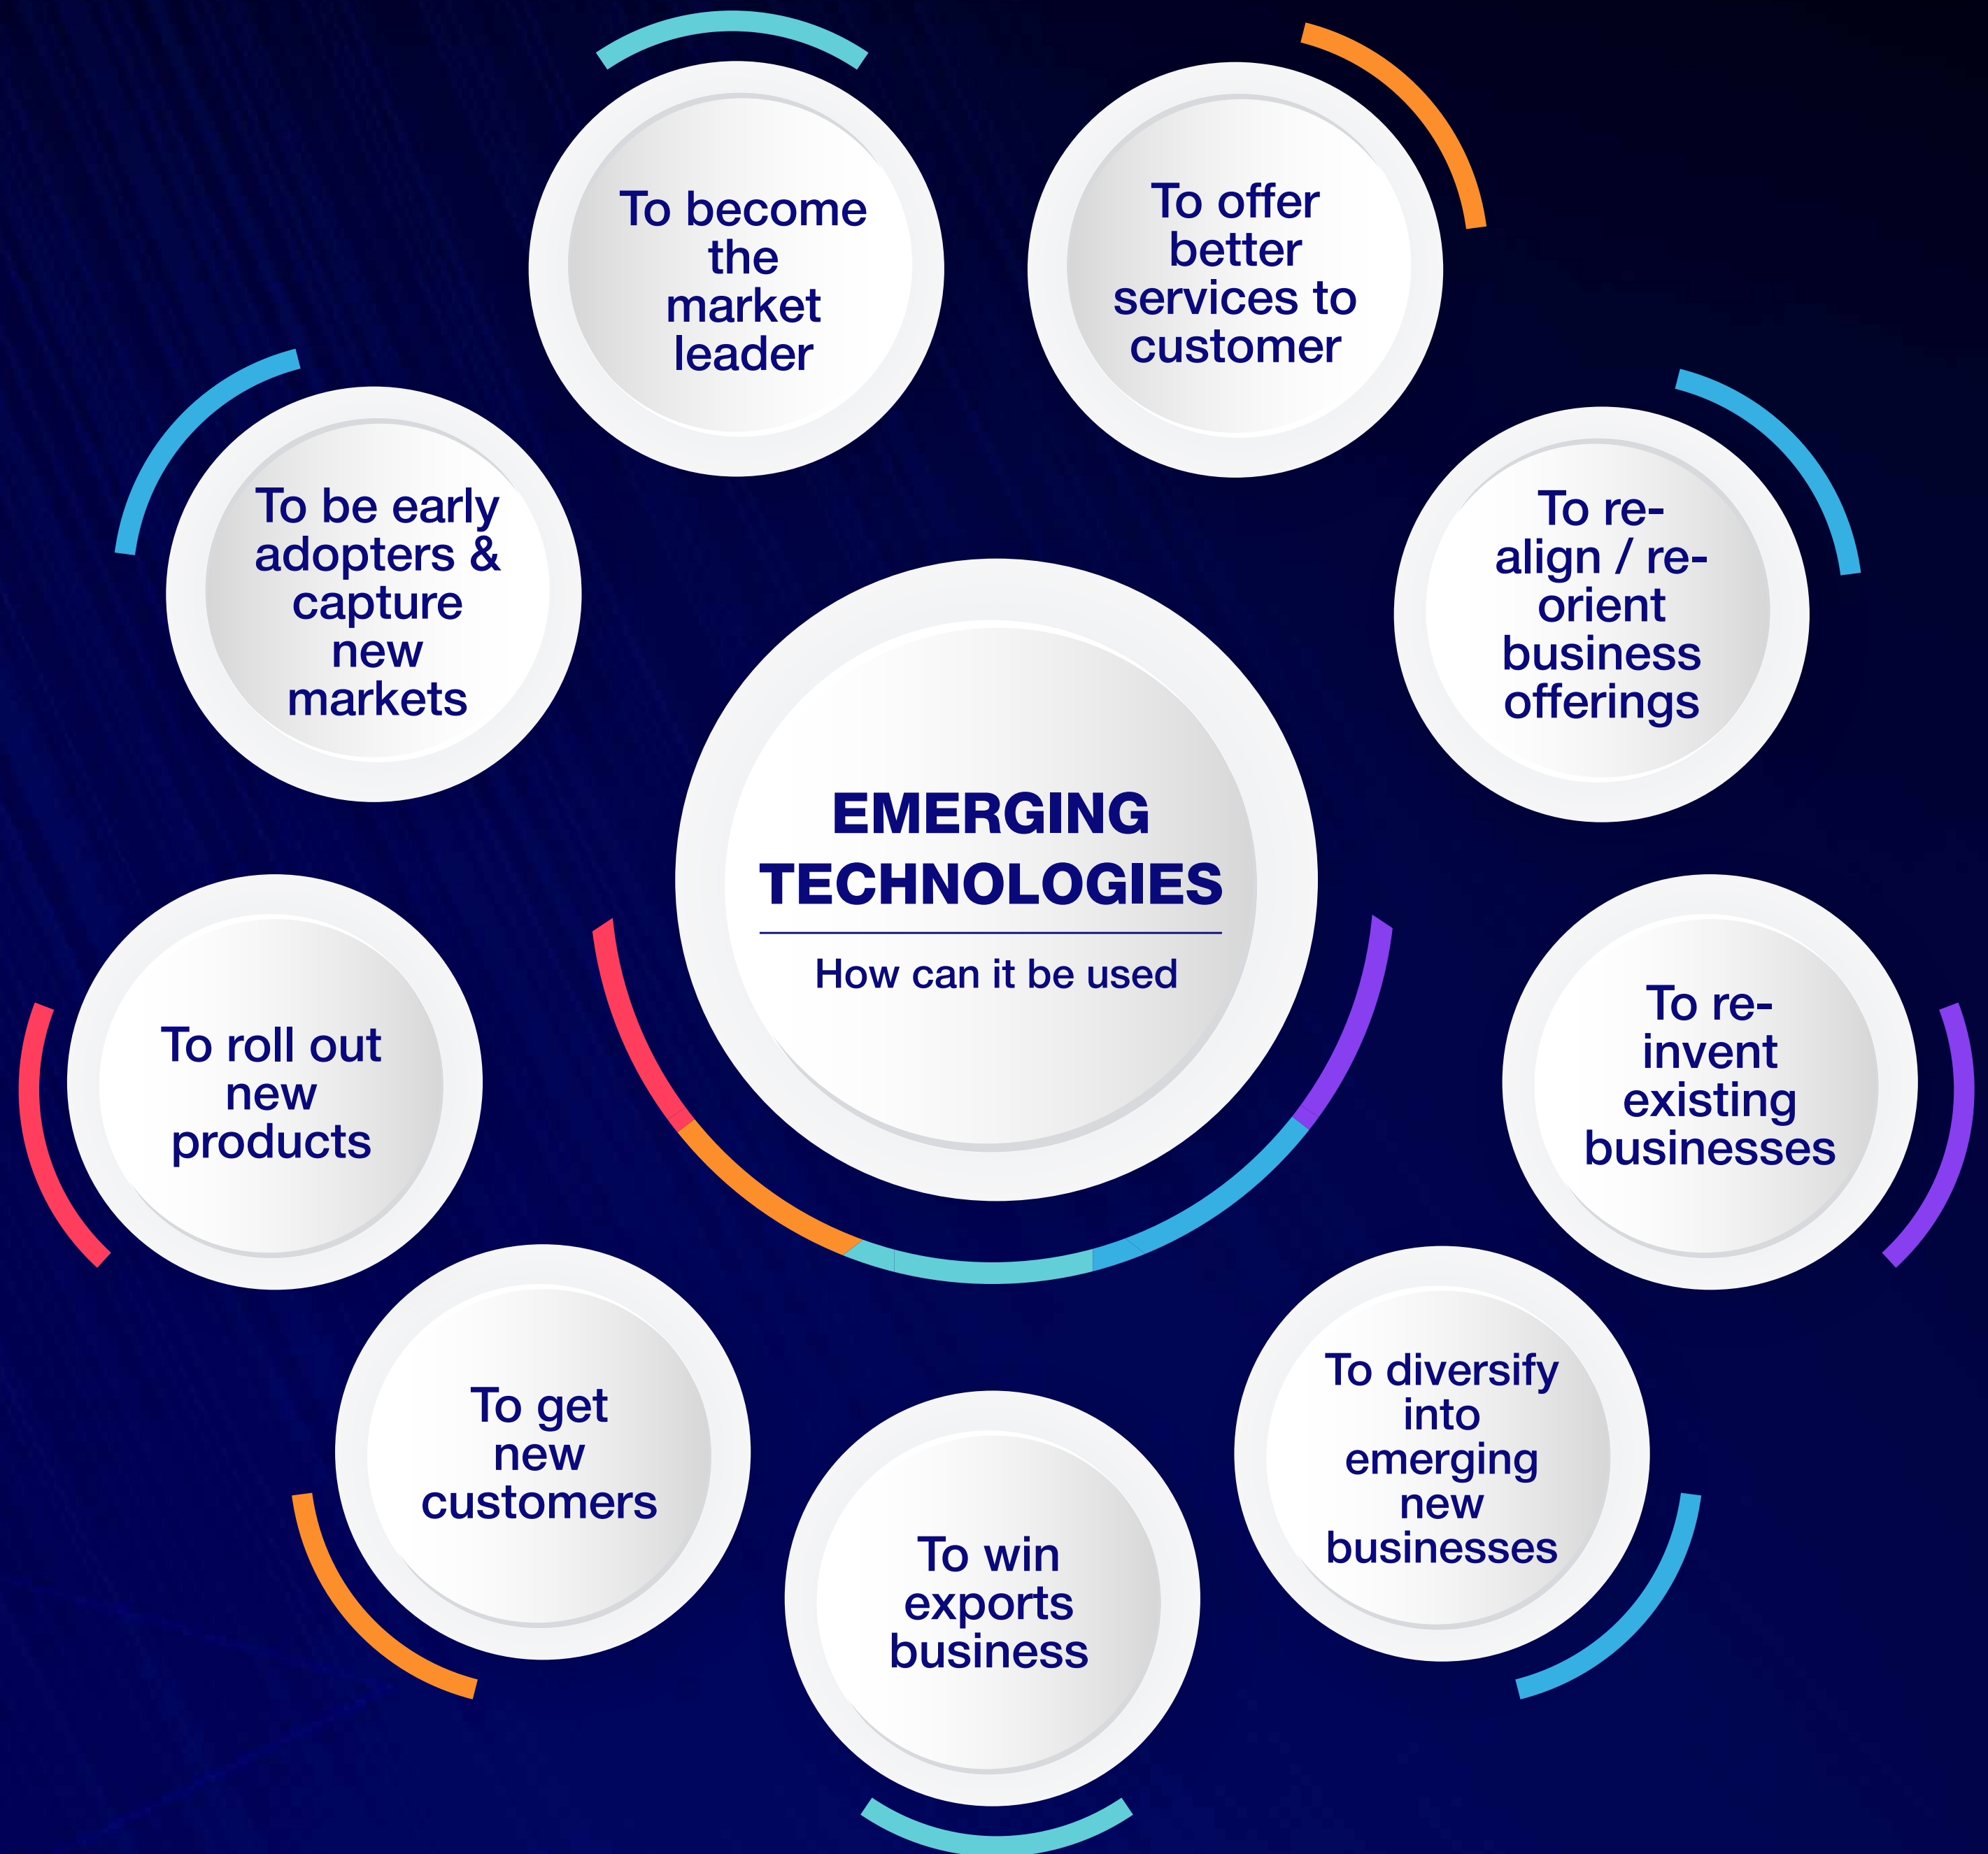 To become
the
market
leader
To offer
better
services to
customer
To be early
adopters &
capture
new
markets
To re-
align / re-
orient
business
offerings
EMERGING
TECHNOLOGIES
How can it be used
To roll out
new
products
To re-
invent
existing
businesses
To get
new
customers
To diversify
into
emerging
new
businesses
To win
exports
business